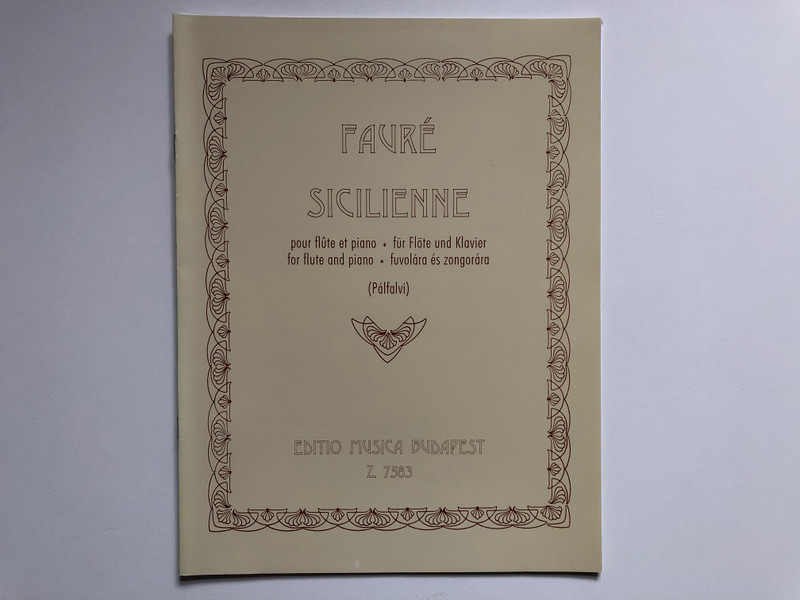 FAURÉ
SICILIENNE
pour flûte et piano • für Flöte und Klavier
for flute and piano • fuvolára és zongorára
(Pálfalvi)
EDITIO MUSICA BUDAPEST
Z. 7583